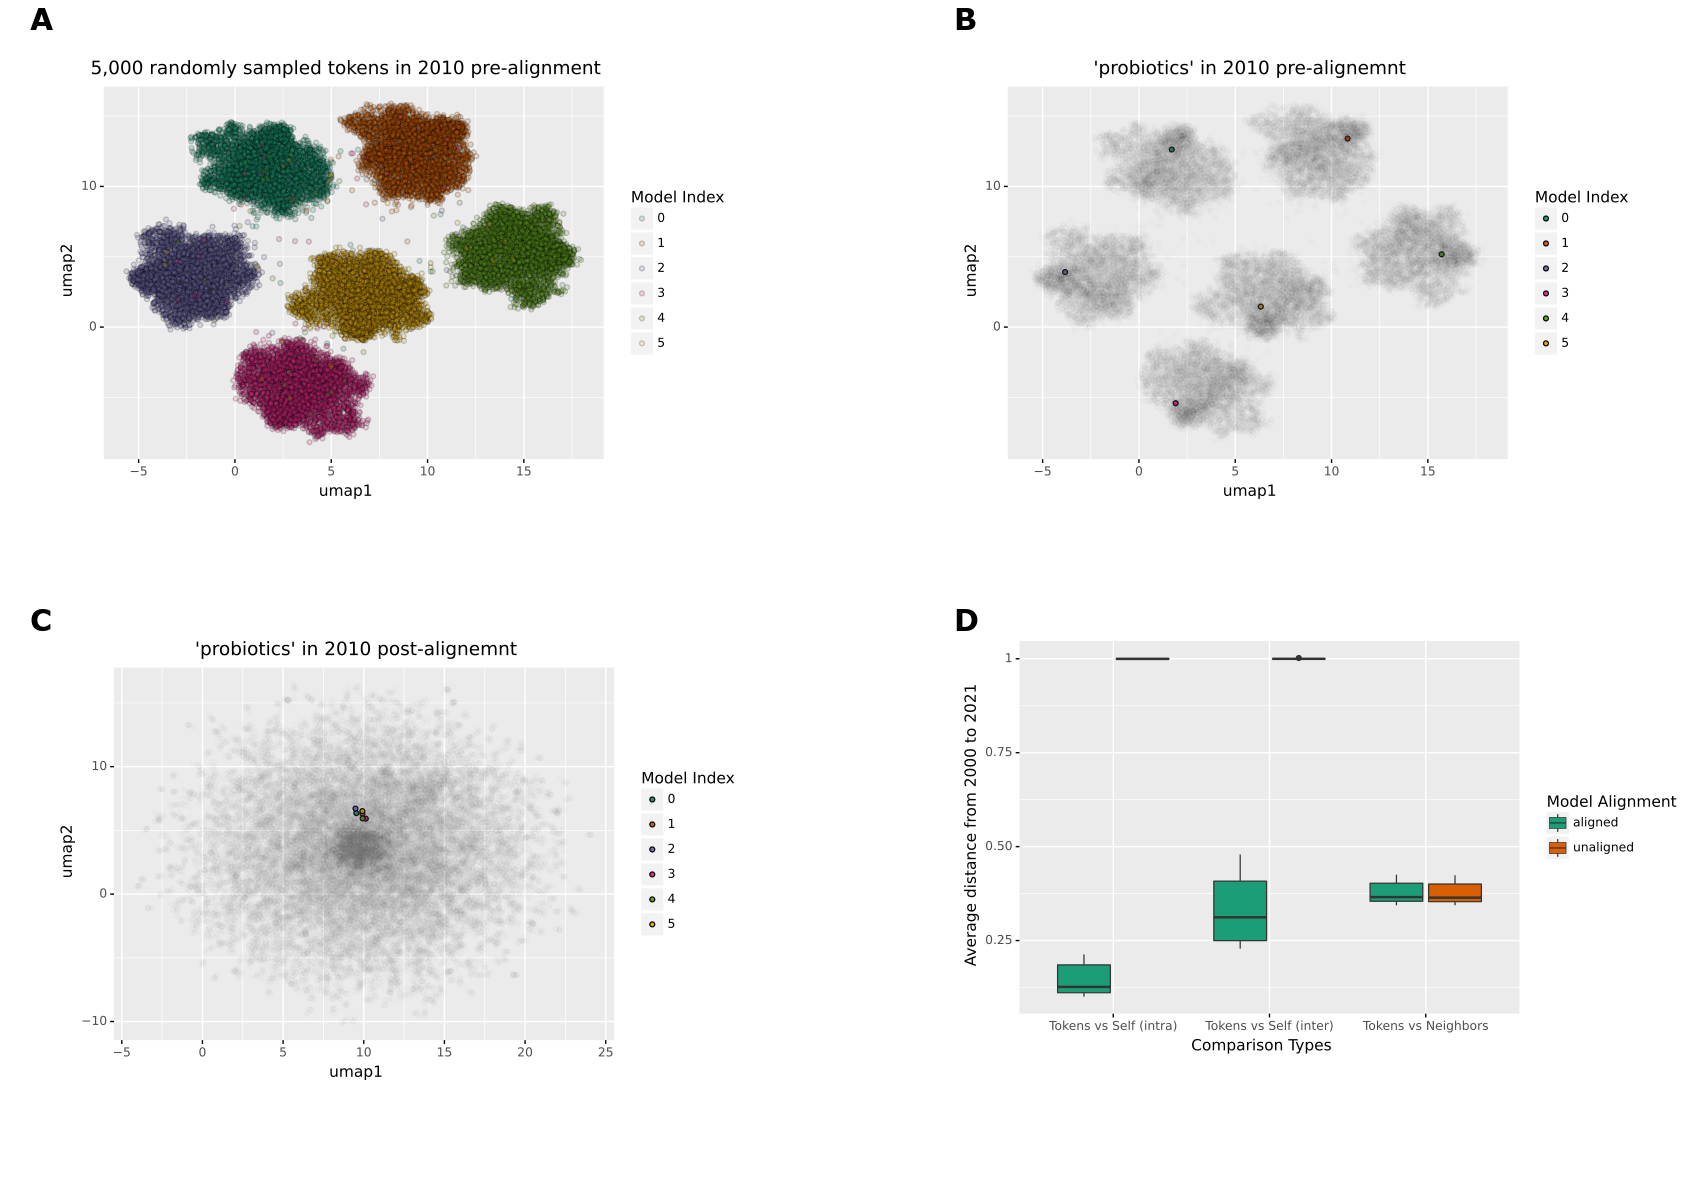 A
5,000 randomly sampled tokens in 2010 pre-alignment
10
0
umap2
−5
0
5
10
15
umap1
Model Index
0
1
2
3
4
5
B
'probiotics' in 2010 pre-alignemnt
10
0
umap2
−5
0
5
10
15
umap1
Model Index
0
1
2
3
4
5
C
'probiotics' in 2010 post-alignemnt
10
0
−10
umap2
−5
0
5
10
15
20
25
umap1
Model Index
0
1
2
3
4
5
D
1
0.75
0.50
0.25
Average distance from 2000 to 2021
Tokens vs Self (intra)
Tokens vs Self (inter)
Tokens vs Neighbors
Comparison Types
Model Alignment
aligned
unaligned